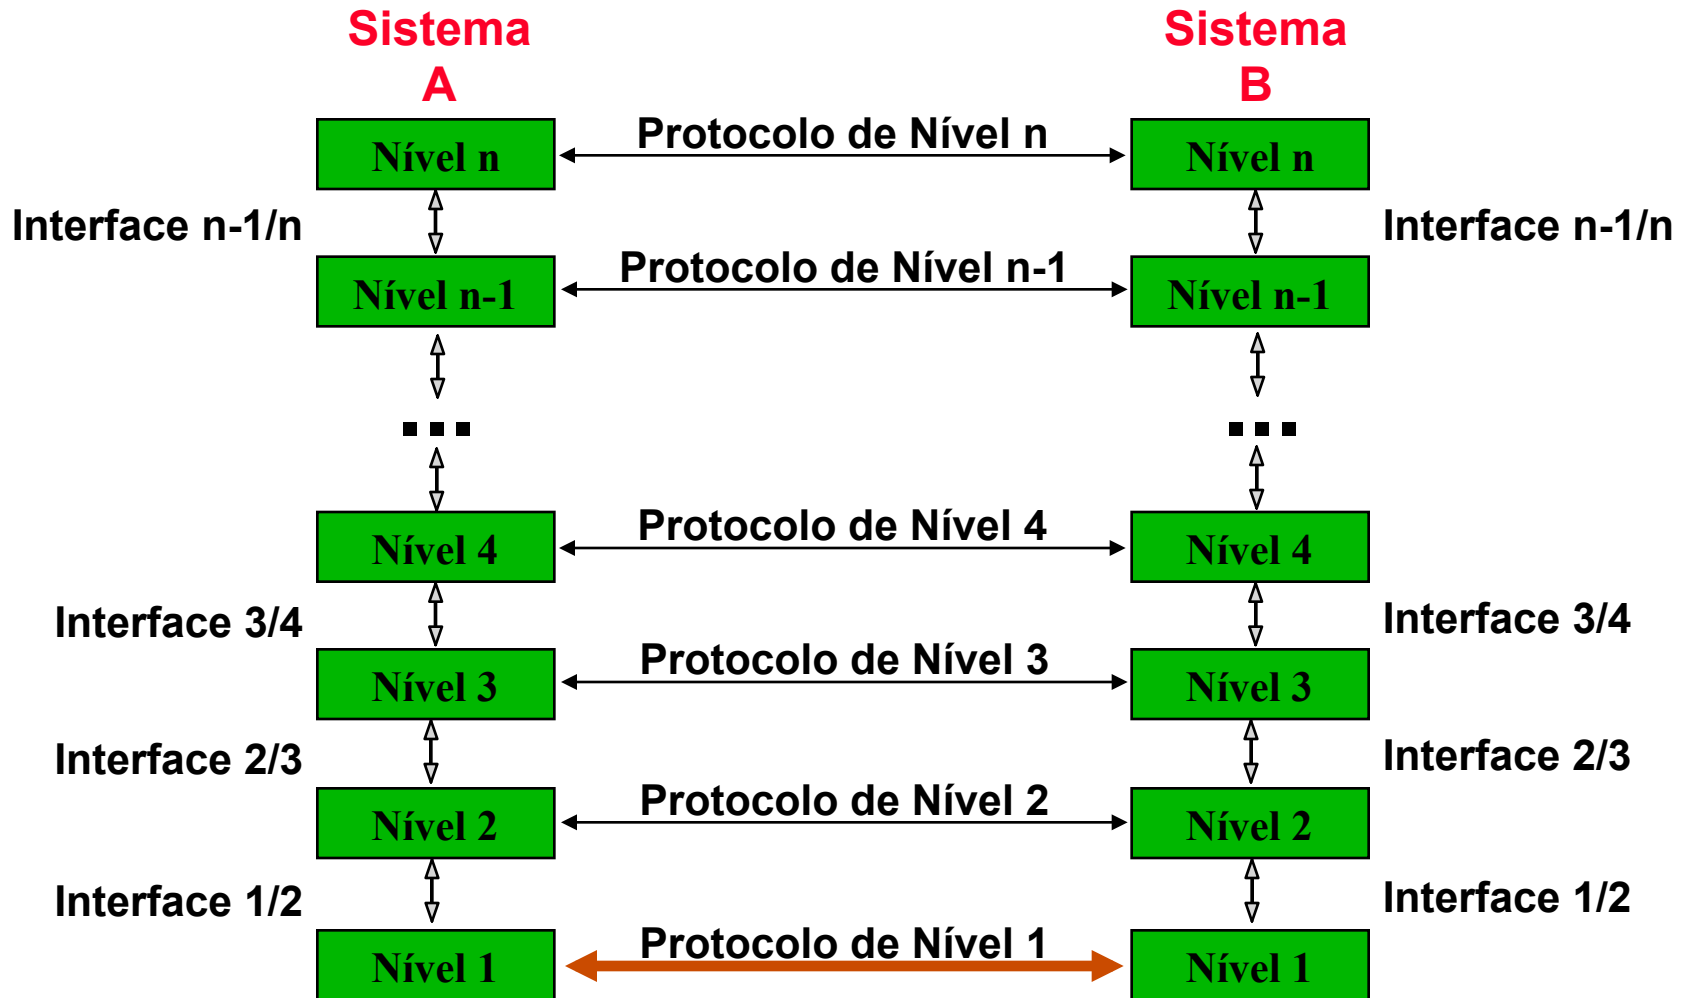 Sistema
A
Sistema
B
Nível n
Protocolo de Nível n
Nível n
Interface n-1/n
Interface n-1/n
Nível n-1
Protocolo de Nível n-1
Nível n-1
...
...
Nível 4
Protocolo de Nível 4
Nível 4
Interface 3/4
Interface 3/4
Nível 3
Protocolo de Nível 3
Nível 3
Interface 2/3
Interface 2/3
Nível 2
Protocolo de Nível 2
Nível 2
Interface 1/2
Interface 1/2
Nível 1
Protocolo de Nível 1
Nível 1